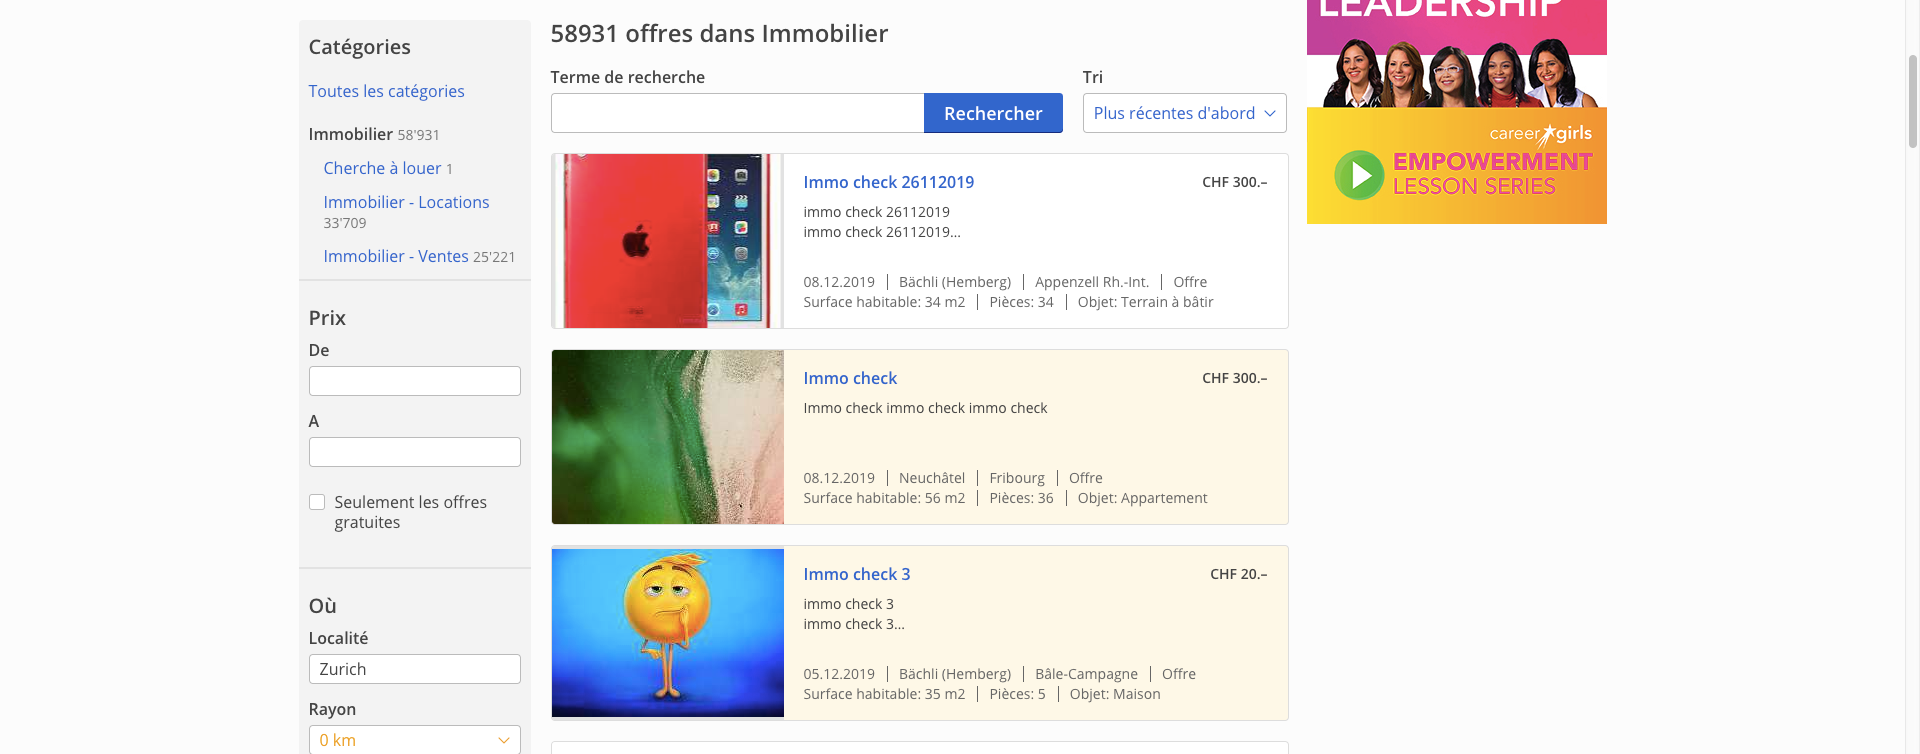 Catégories
Toutes les catégories
Immobilier 58'931
Cherche à louer 1
Immobilier - Locations
33'709
Immobilier - Ventes 25'221
Prix
De
A
Seulement les offres
gratuites
Où
Localité
Zurich
Rayon
0 km
58931 offres dans Immobilier
Terme de recherche
Rechercher
Tri
Plus récentes d'abord
Immo check 26112019
CHF 300.–
immo check 26112019
immo check 26112019...
08.12.2019 | Bächli (Hemberg) | Appenzell Rh.-Int. | Offre
Surface habitable: 34 m2 | Pièces: 34 | Objet: Terrain à bâtir
Immo check
CHF 300.–
Immo check immo check immo check
08.12.2019 | Neuchâtel | Fribourg | Offre
Surface habitable: 56 m2 | Pièces: 36 | Objet: Appartement
Immo check 3
CHF 20.–
immo check 3
immo check 3...
05.12.2019 | Bächli (Hemberg) | Bâle-Campagne | Offre
Surface habitable: 35 m2 | Pièces: 5 | Objet: Maison
LEADERSHIP
career girls
EMPOWERMENT
LESSON SERIES